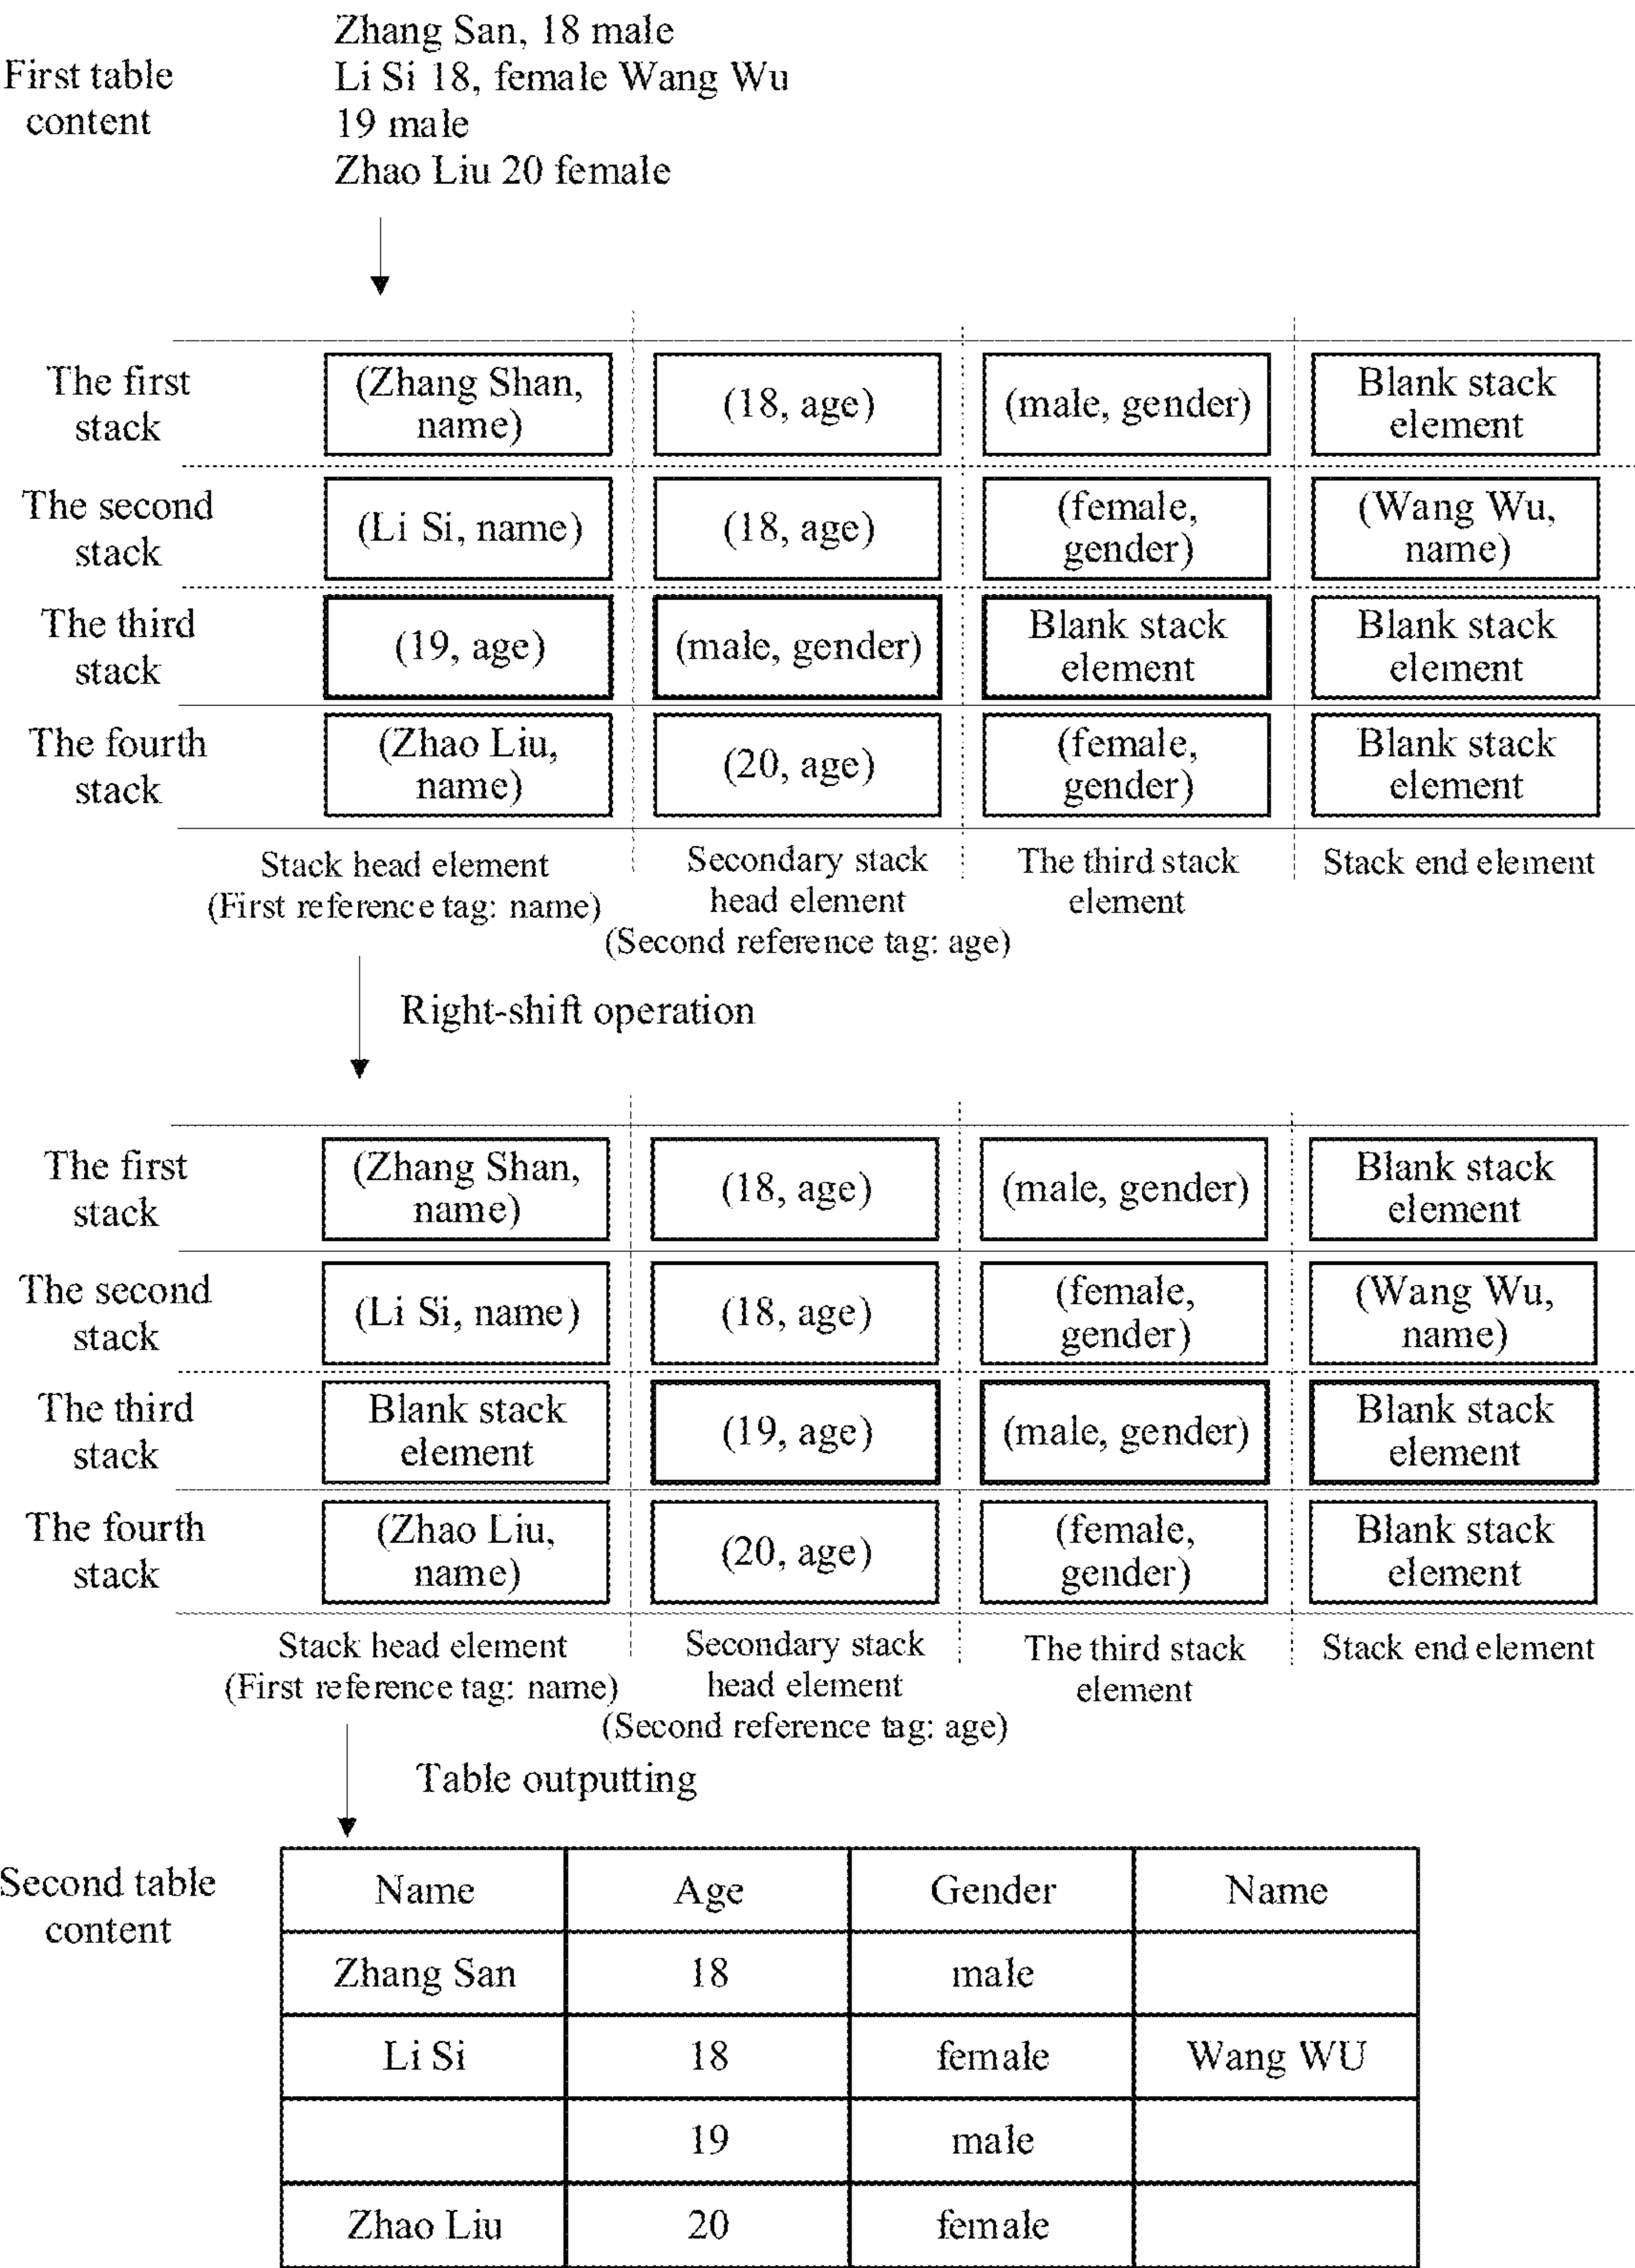 First table
content
Zhang San, 18 male
Li Si 18, female Wang Wu
19 male
Zhao Liu 20 female
The first
stack
(Zhang Shan,
name)
(18, age)
(male, gender)
Blank stack
element
The second
stack
(Li Si, name)
(18, age)
(female,
gender)
(Wang Wu,
name)
The third
stack
(19, age)
(male, gender)
Blank stack
element
Blank stack
element
The fourth
stack
(Zhao Liu,
name)
(20, age)
(female,
gender)
Blank stack
element
Stack head element
(First reference tag: name)
Secondary stack
head element
(Second reference tag: age)
The third stack
element
Stack end element
Right-shift operation
The first
stack
(Zhang Shan,
name)
(18, age)
(male, gender)
Blank stack
element
The second
stack
(Li Si, name)
(18, age)
(female,
gender)
(Wang Wu,
name)
The third
stack
Blank stack
element
(19, age)
(male, gender)
Blank stack
element
The fourth
stack
(Zhao Liu,
name)
(20, age)
(female,
gender)
Blank stack
element
Stack head element
(First reference tag: name)
Secondary stack
head element
(Second reference tag: age)
The third stack
element
Stack end element
Table outputting
Second table
content
Name Age Gender Name
Zhang San 18 male
Li Si 18 female Wang WU
19 male
Zhao Liu 20 female